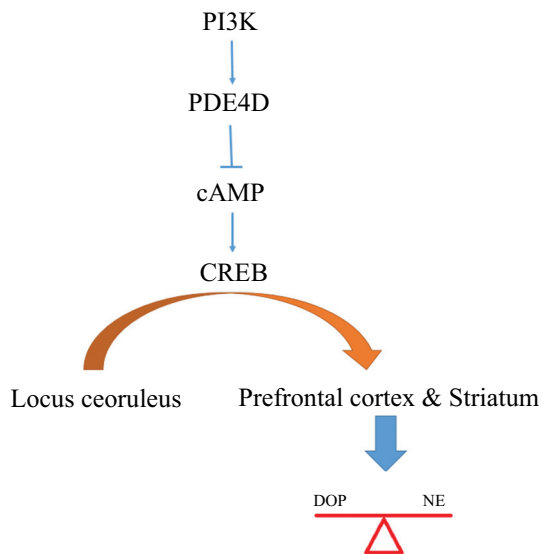 PI3K
PDE4D
cAMP
CREB
Locus ceoruleus
Prefrontal cortex & Striatum
DOP
NE